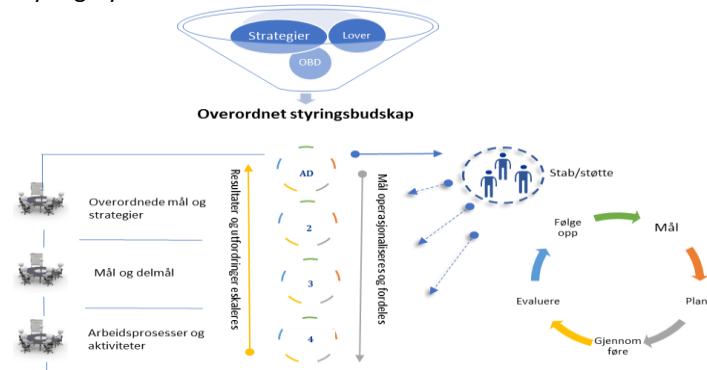 Strategier
Lover
OBD
Overordnet styringsbudskap
AD
Stab/støtte
Overordnede mål og
strategier
2
Følge
opp
Mål
Resultater og utfordringer eskaleres
Mål operasjonaliseres og fordeles
Mål og delmål
3
Evaluere
Plan
Arbeidsprosesser og
aktiviteter
4
Gjennom
føre